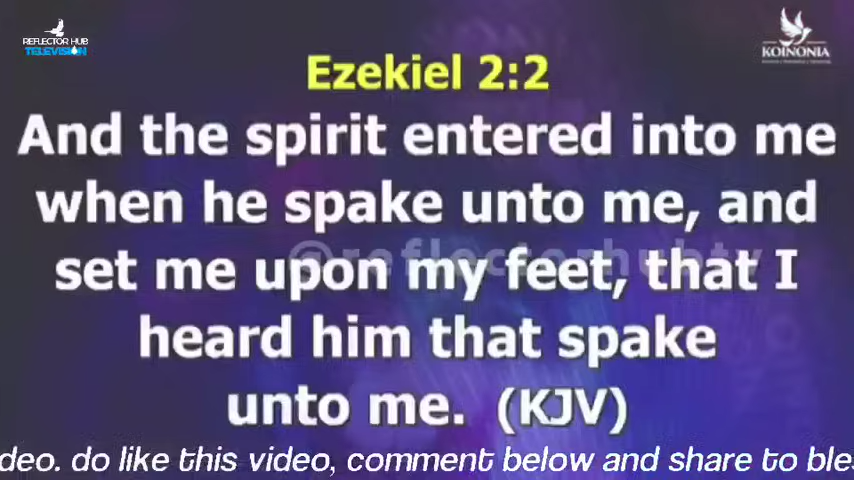 REFLECTOR HUB
TELEVISION
KOINONIA
Ezekiel 2:2
And the spirit entered into me
when he spake unto me, and
set me upon my feet, that I
heard him that spake
unto me. (KJV)
@reflectorhubtv
deo. do like this video, comment below and share to bles